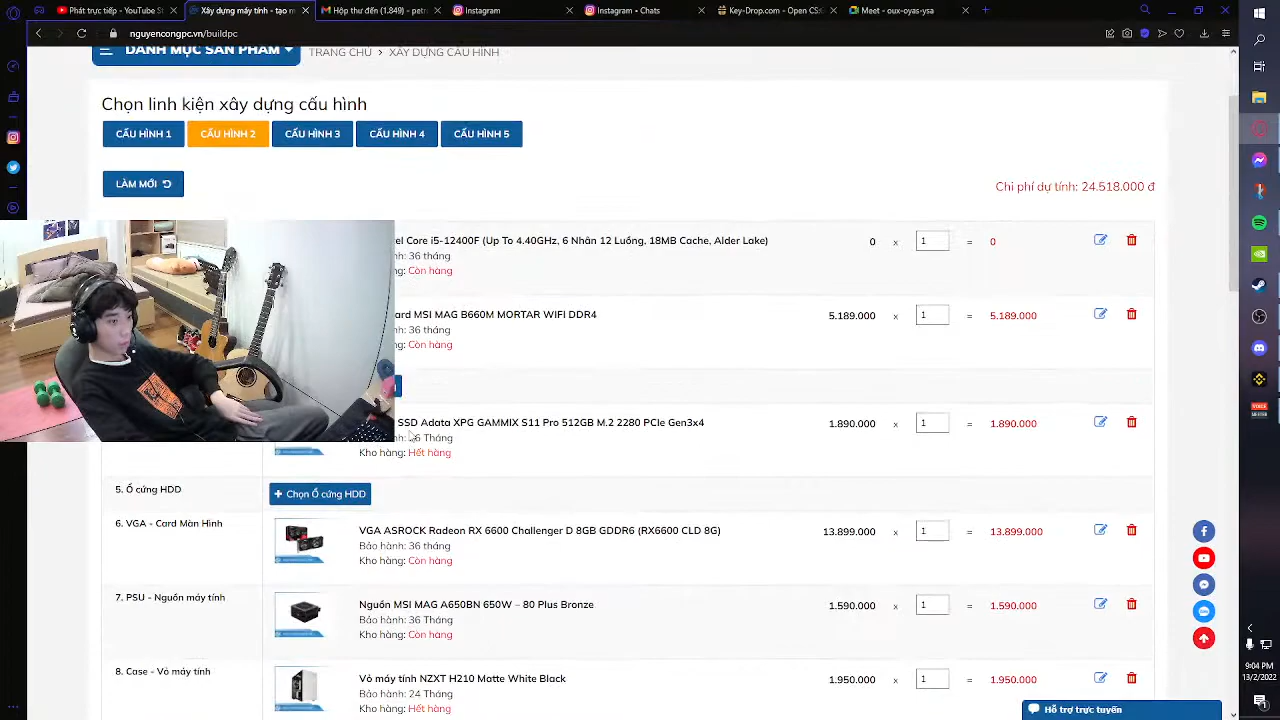 Phát trực tiếp - YouTube St
Xây dựng máy tính - tạo m
Hộp thư đến (1.849) - petr
Instagram
Instagram • Chats
Key-Drop.com - Open CS:
Meet - oux-oyas-ysa
nguyencongpc.vn/buildpc
DANH MỤC SẢN PHẨM
TRANG CHỦ > XÂY DỰNG CẤU HÌNH
Chọn linh kiện xây dựng cấu hình
CẤU HÌNH 1
CẤU HÌNH 2
CẤU HÌNH 3
CẤU HÌNH 4
CẤU HÌNH 5
LÀM MỚI
Chi phí dự tính: 24.518.000 đ
el Core i5-12400F (Up To 4.40GHz, 6 Nhân 12 Luồng, 18MB Cache, Alder Lake)
0 x 1 = 0
nh: 36 tháng
ng: Còn hàng
ard MSI MAG B660M MORTAR WIFI DDR4
5.189.000 x 1 = 5.189.000
nh: 36 tháng
ng: Còn hàng
SSD Adata XPG GAMMIX S11 Pro 512GB M.2 2280 PCIe Gen3x4
1.890.000 x 1 = 1.890.000
nh: 36 Tháng
Kho hàng: Hết hàng
5. Ổ cứng HDD
+ Chọn Ổ cứng HDD
6. VGA - Card Màn Hình
VGA ASROCK Radeon RX 6600 Challenger D 8GB GDDR6 (RX6600 CLD 8G)
13.899.000 x 1 = 13.899.000
Bảo hành: 36 tháng
Kho hàng: Còn hàng
7. PSU - Nguồn máy tính
Nguồn MSI MAG A650BN 650W – 80 Plus Bronze
1.590.000 x 1 = 1.590.000
Bảo hành: 36 Tháng
Kho hàng: Còn hàng
8. Case - Vỏ máy tính
Vỏ máy tính NZXT H210 Matte White Black
1.950.000 x 1 = 1.950.000
Bảo hành: 24 Tháng
Kho hàng: Hết hàng
Hỗ trợ trực tuyến
9:04 PM